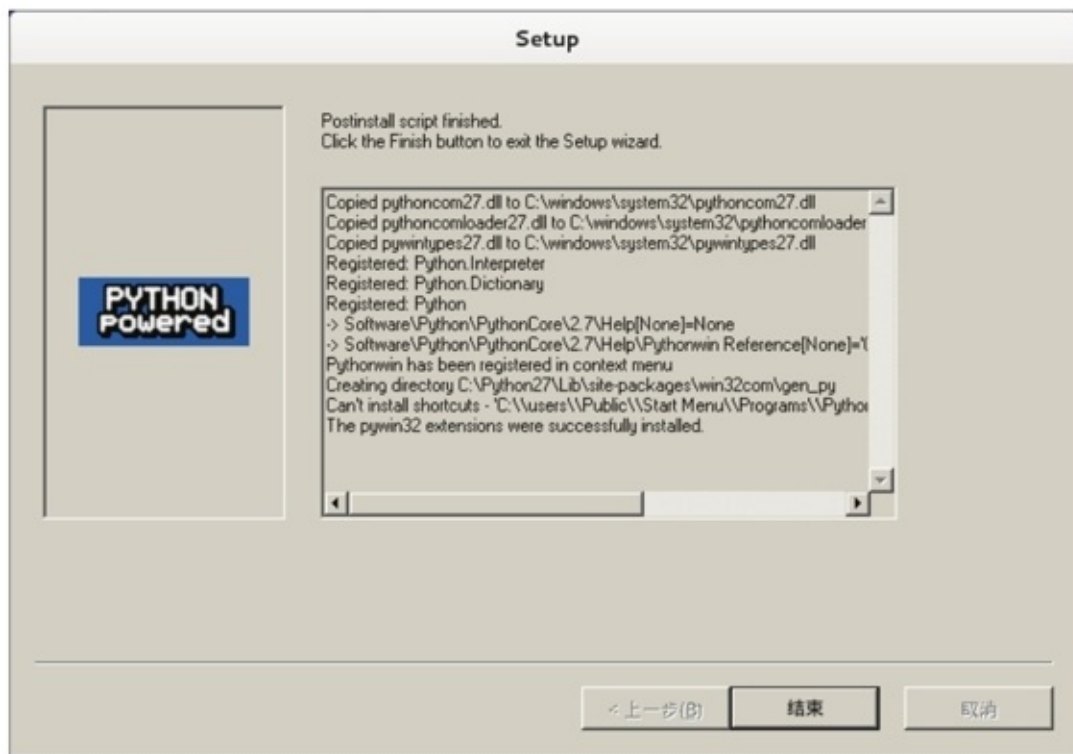 Setup
Postinstall script finished.
Click the Finish button to exit the Setup wizard.
PYTHON
powered
Copied pythoncom27.dll to C:\windows\system32\pythoncom27.dll
Copied pythoncomloader27.dll to C:\windows\system32\pythoncomloader
Copied pywintypes27.dll to C:\windows\system32\pywintypes27.dll
Registered: Python.Interpreter
Registered: Python.Dictionary
Registered: Python
-> Software\Python\PythonCore\2.7\Help[None]=None
-> Software\Python\PythonCore\2.7\Help\Pythonwin Reference[None]='C
Pythonwin has been registered in context menu
Creating directory C:\Python27\Lib\site-packages\win32com\gen_py
Can't install shortcuts - 'C:\\users\\Public\\Start Menu\\Programs\\Pytho
The pywin32 extensions were successfully installed.
<上一步(B)
结束
取消